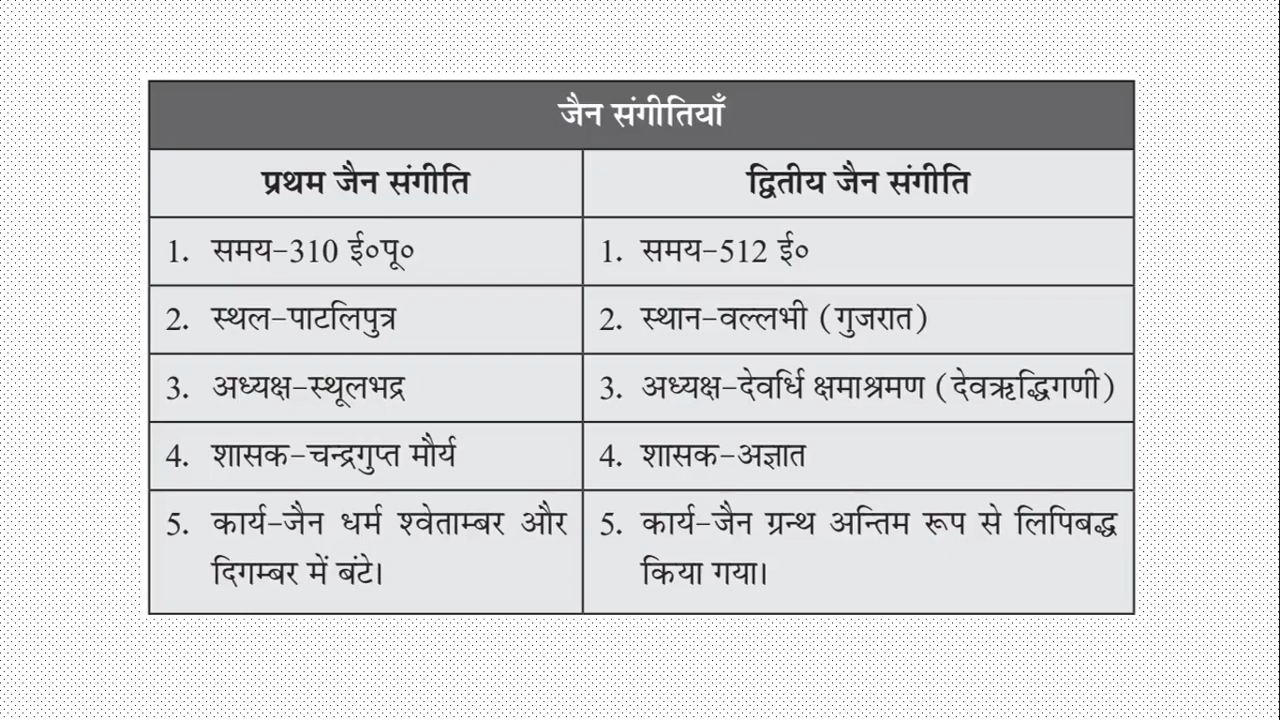 जैन संगीतियाँ
प्रथम जैन संगीति
द्वितीय जैन संगीति
1. समय-310 ई०पू०
1. समय-512 ई०
2. स्थल-पाटलिपुत्र
2. स्थान-वल्लभी (गुजरात)
3. अध्यक्ष-स्थूलभद्र
3. अध्यक्ष-देवर्धि क्षमाश्रमण (देवऋद्धिगणी)
4. शासक-चन्द्रगुप्त मौर्य
4. शासक-अज्ञात
5. कार्य-जैन धर्म श्वेताम्बर और
दिगम्बर में बंटे।
5. कार्य-जैन ग्रन्थ अन्तिम रूप से लिपिबद्ध
किया गया।